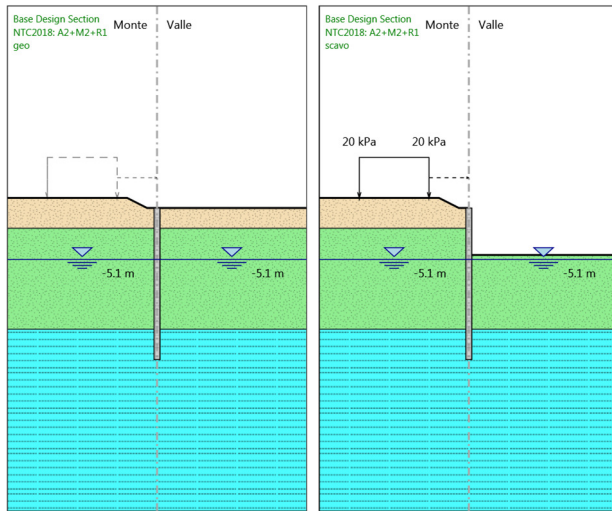 Base Design Section
NTC2018: A2+M2+R1
geo
Monte
Valle
-5.1 m
-5.1 m
Base Design Section
NTC2018: A2+M2+R1
scavo
Monte
Valle
20 kPa
20 kPa
-5.1 m
-5.1 m